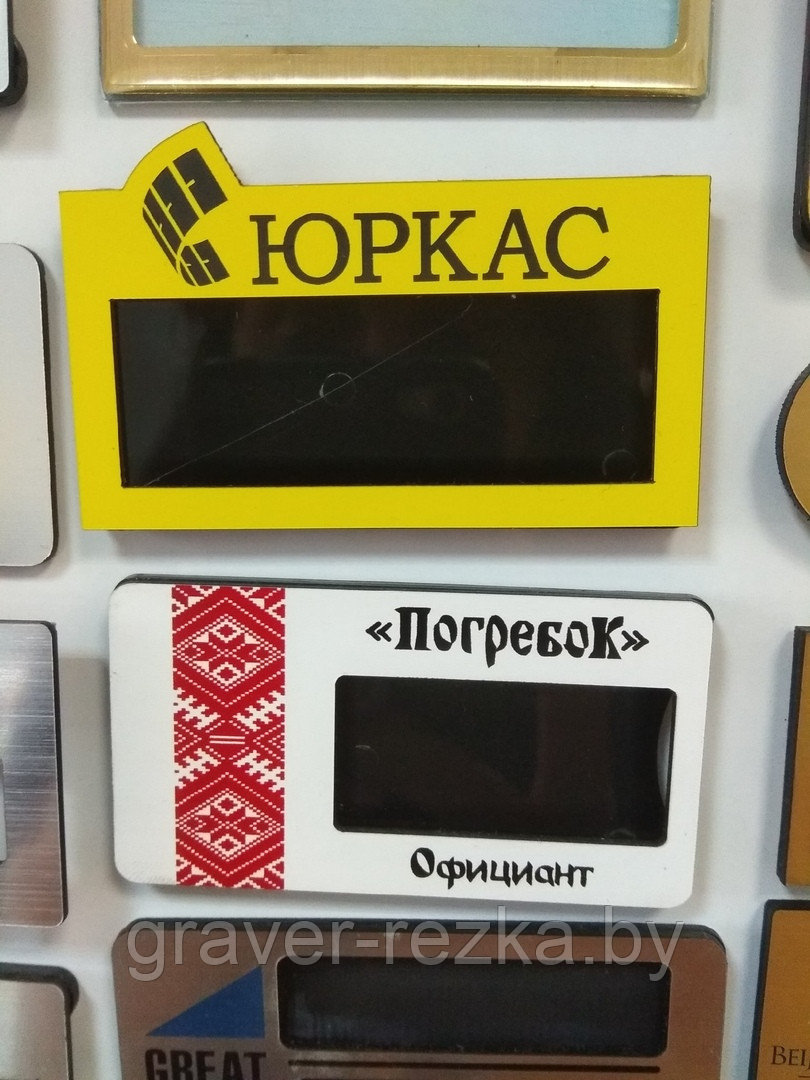 ЮРКАС
«Погребок»
Официант
graver-rezka.by
GREAT